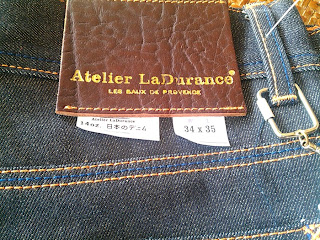 Atelier LaDurance®
LES BAUX DE PROVENCE
Atelier LaDurance
14oz. 日本のデニム
34 x 35